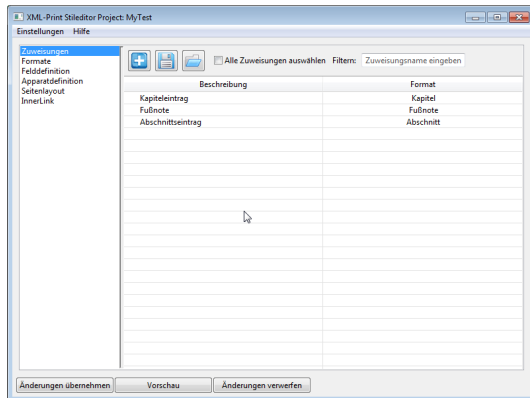 XML-Print Stileditor Project: MyTest
Einstellungen Hilfe
Zuweisungen
Formate
Felddefinition
Apparatdefinition
Seitenlayout
InnerLink
Alle Zuweisungen auswählen Filtern: Zuweisungsname eingeben
Beschreibung Format
Kapiteleintrag Kapitel
Fußnote Fußnote
Abschnittseintrag Abschnitt
Änderungen übernehmen Vorschau Änderungen verwerfen